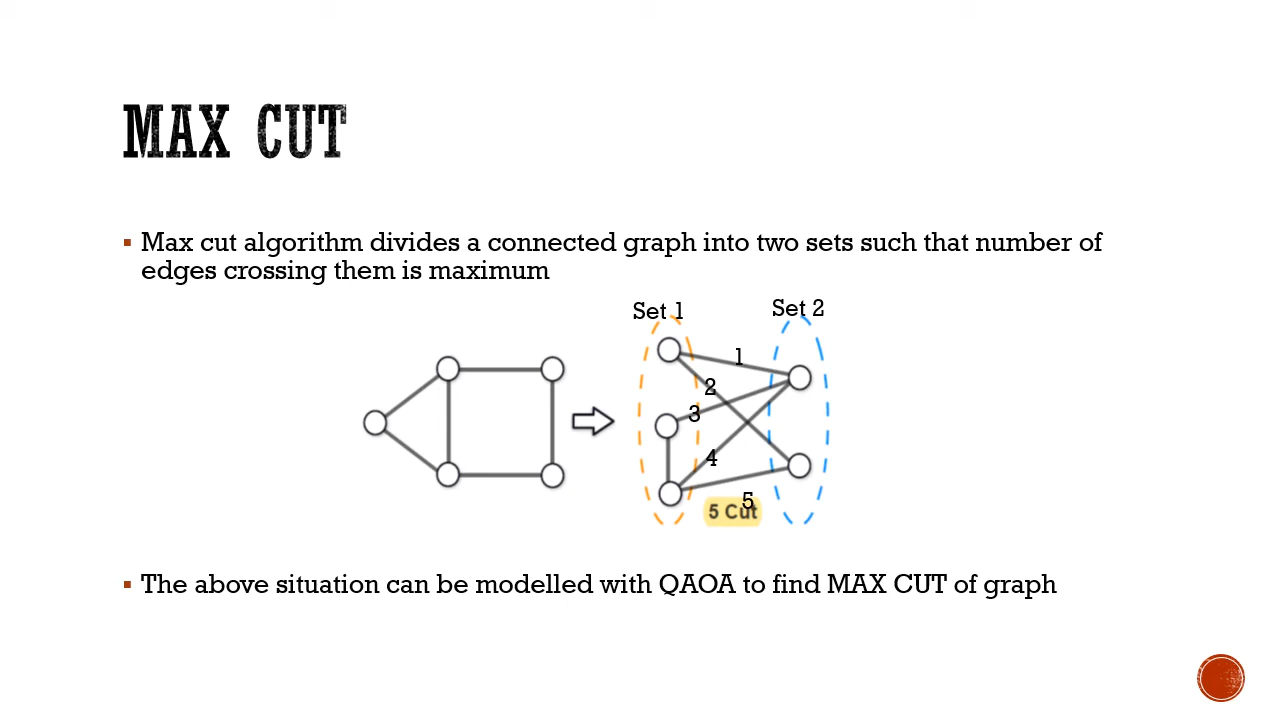 MAX CUT
▪ Max cut algorithm divides a connected graph into two sets such that number of
edges crossing them is maximum
Set 1
Set 2
1
2
3
4
5
5 Cut
▪ The above situation can be modelled with QAOA to find MAX CUT of graph